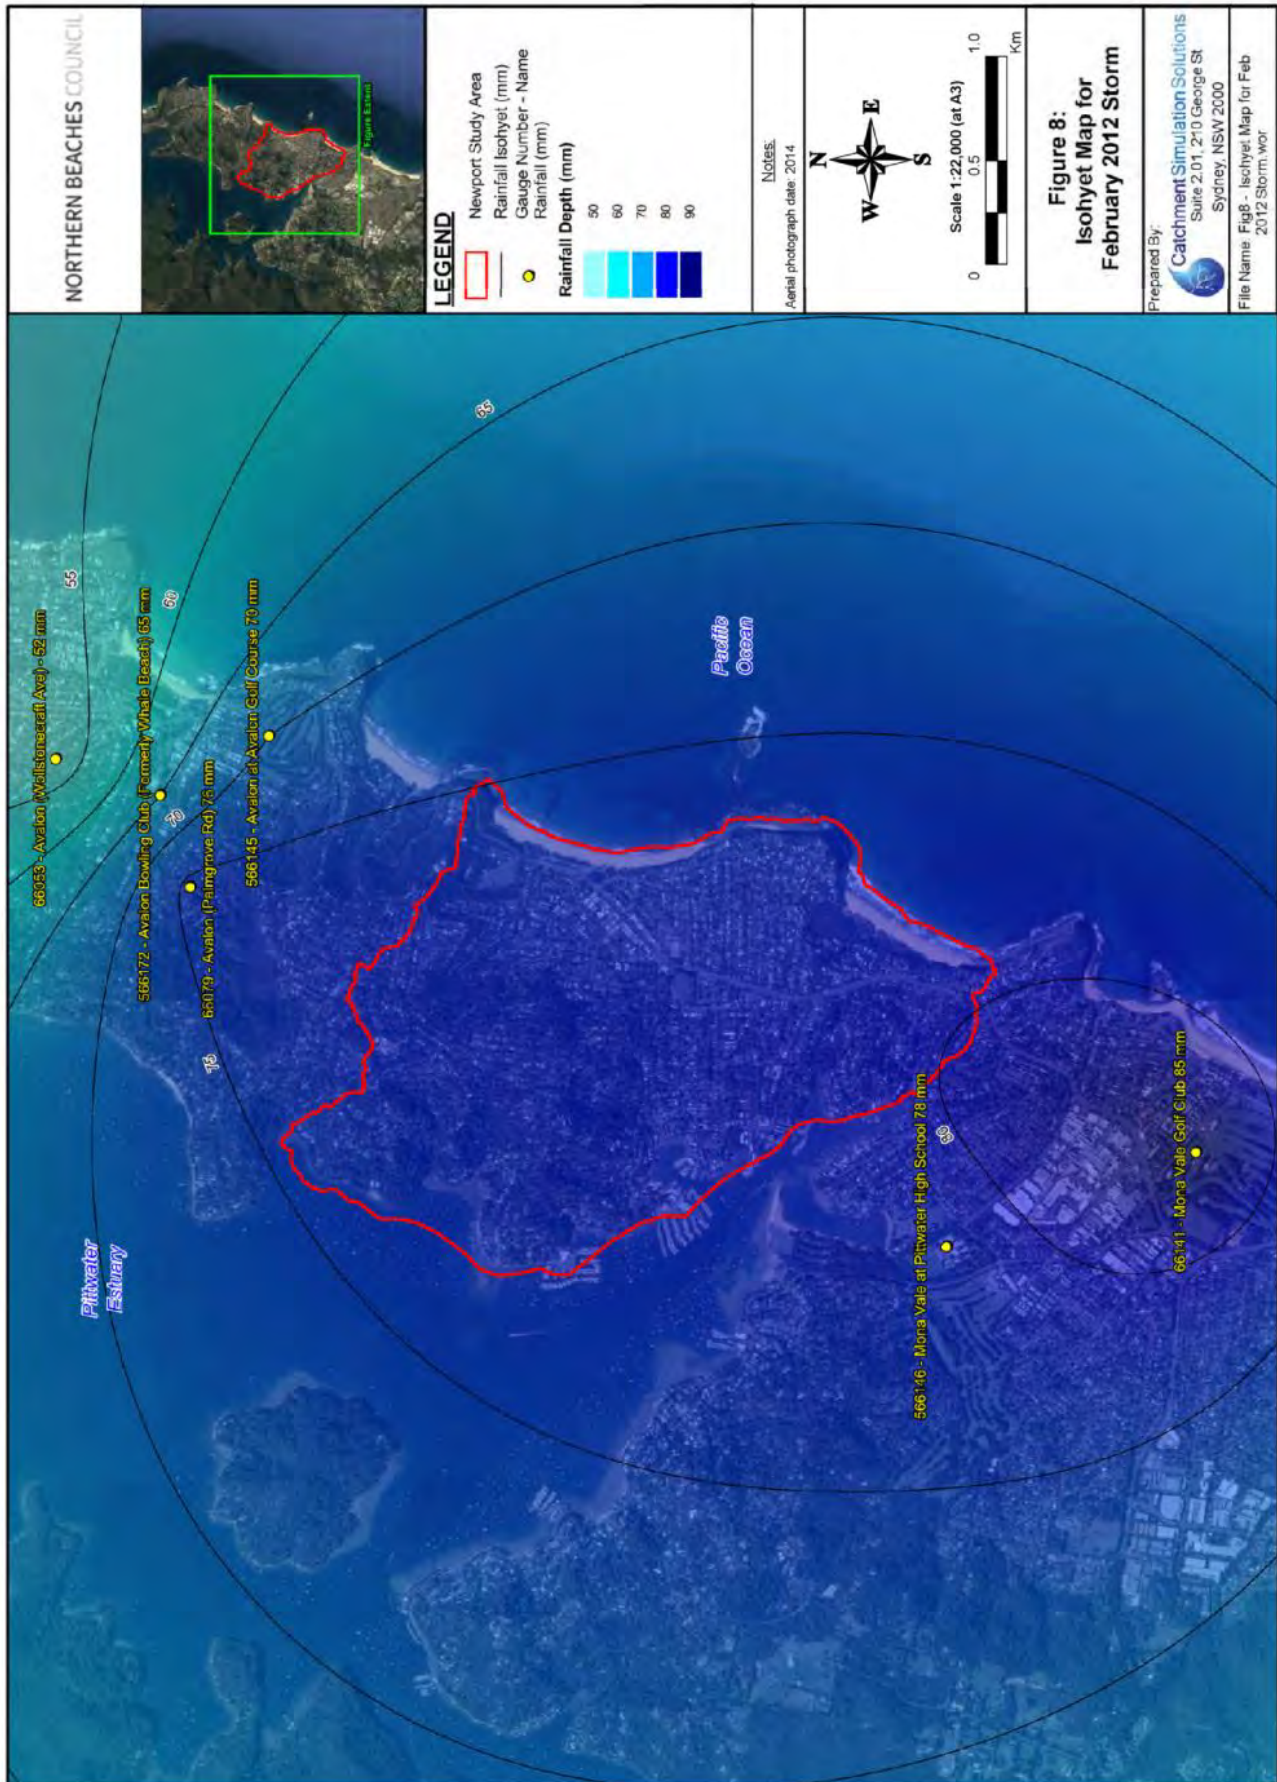 NORTHERN BEACHES COUNCIL
Figure Extent
LEGEND
Newport Study Area
Rainfall Isohyet (mm)
Gauge Number - Name
Rainfall (mm)
Rainfall Depth (mm)
50
60
70
80
90
Notes:
Aerial photograph date: 2014
N
W
E
S
Scale 1:22,000 (at A3)
0
0.5
1.0
Km
Figure 8:
Isohyet Map for
February 2012 Storm
Prepared By:
Catchment Simulation Solutions
Suite 2.01, 210 George St
Sydney, NSW 2000
File Name: Fig8 - Isohyet Map for Feb
2012 Storm.wor
66053 - Avalon (Wollstonecraft Ave) - 52 mm
55
566172 - Avalon Bowling Club (Formerly Whale Beach) 65 mm
60
70
66079 - Avalon (Palmgrove Rd) 75 mm
75
566145 - Avalon at Avalon Golf Course 70 mm
65
Pittwater
Estuary
Pacific
Ocean
566146 - Mona Vale at Pittwater High School 78 mm
80
66141 - Mona Vale Golf Club 85 mm